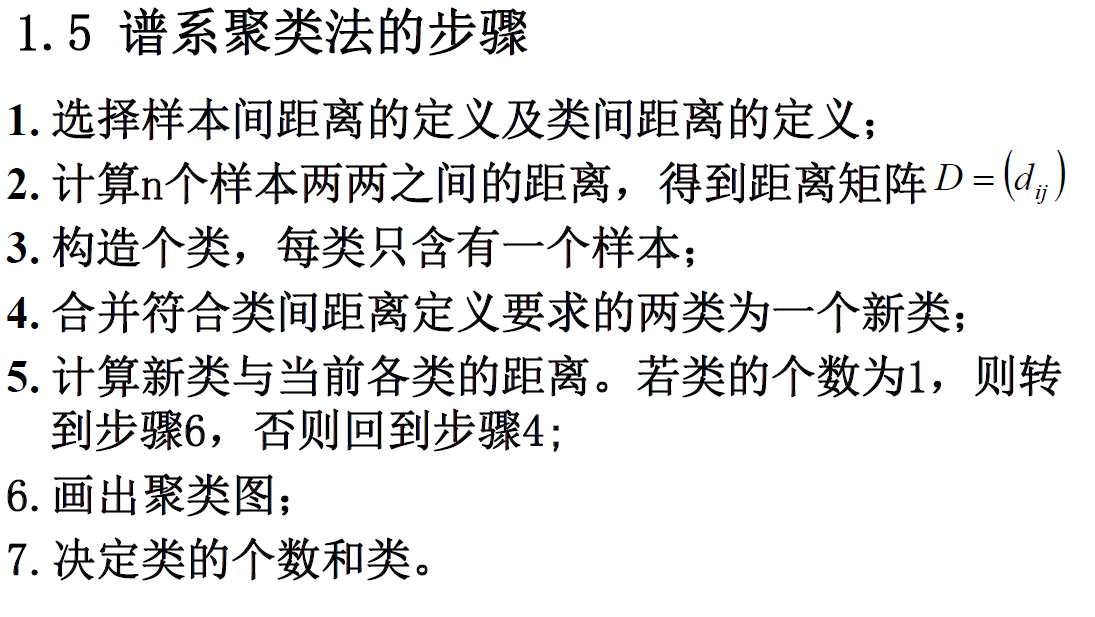 1.5 谱系聚类法的步骤
1. 选择样本间距离的定义及类间距离的定义；
2. 计算n个样本两两之间的距离，得到距离矩阵 D = (d_ij)
3. 构造个类，每类只含有一个样本；
4. 合并符合类间距离定义要求的两类为一个新类；
5. 计算新类与当前各类的距离。若类的个数为1，则转
到步骤6，否则回到步骤4;
6. 画出聚类图；
7. 决定类的个数和类。